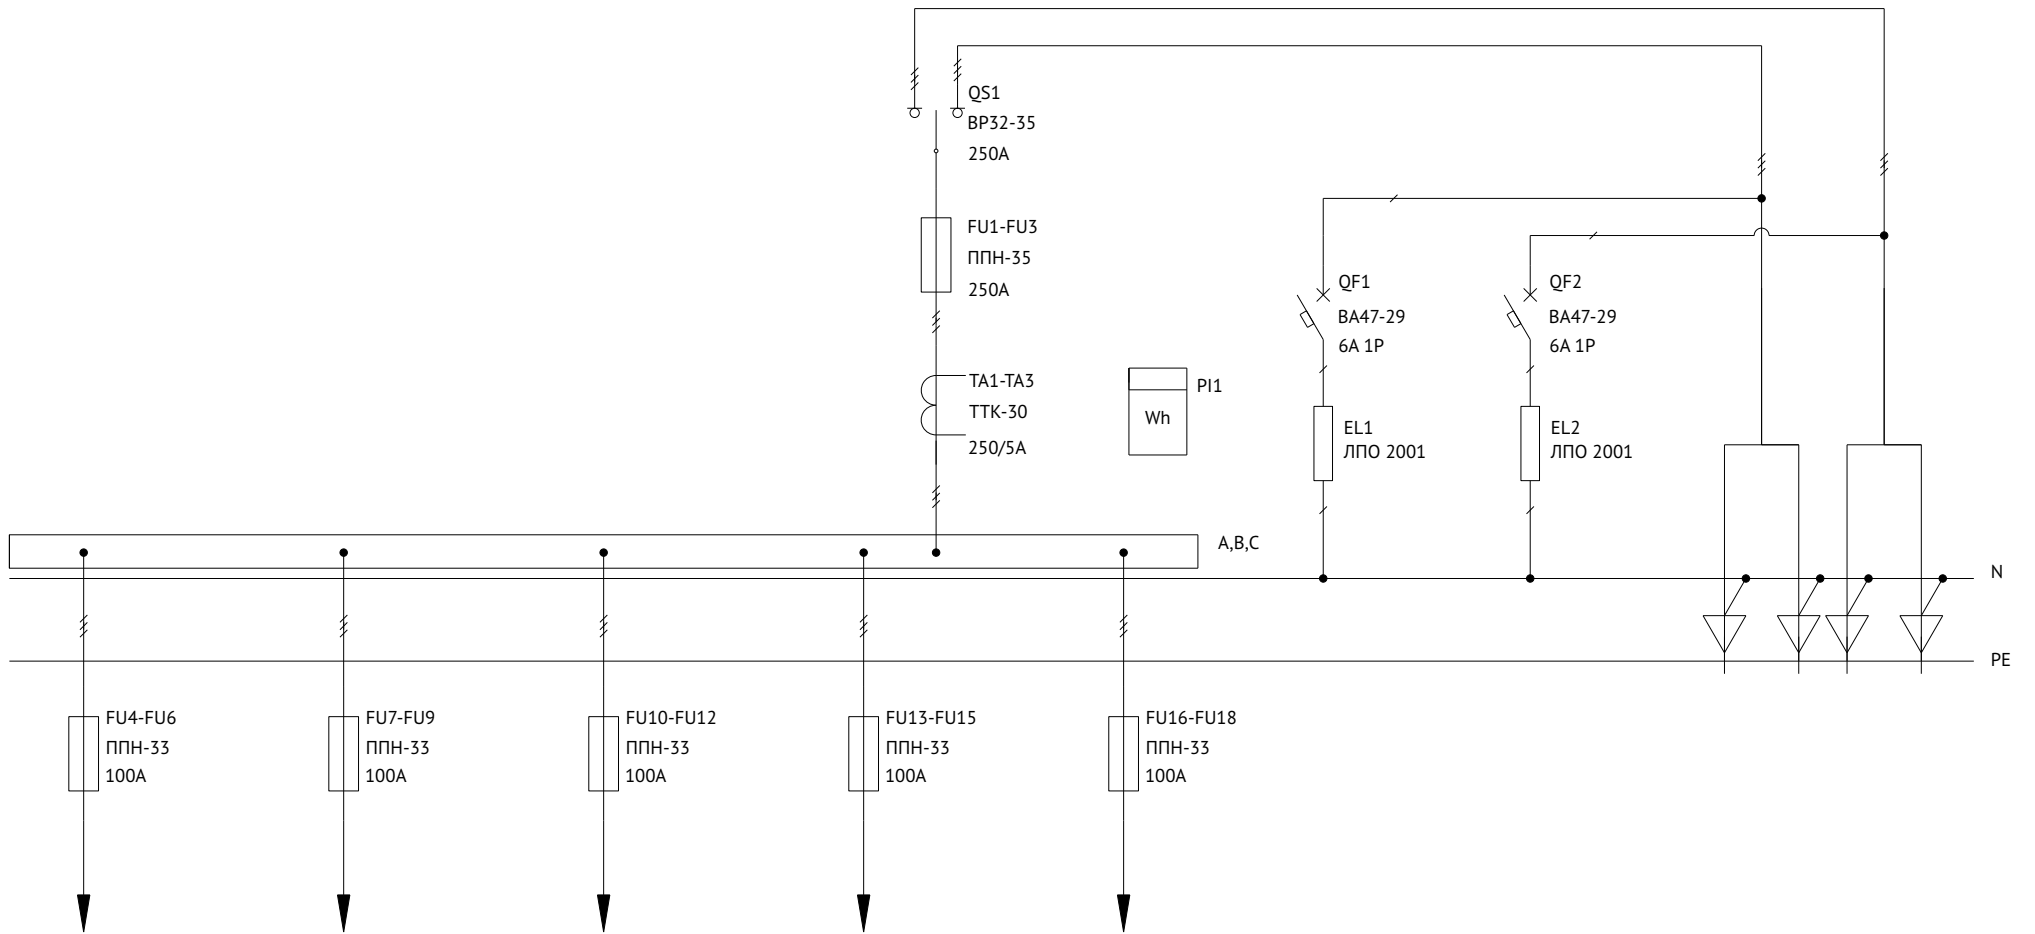 QS1
ВР32-35
250А
FU1-FU3
ППН-35
250А
TA1-TA3
ТТК-30
250/5А
PI1
Wh
QF1
ВА47-29
6А 1Р
QF2
ВА47-29
6А 1Р
EL1
ЛПО 2001
EL2
ЛПО 2001
A,B,C
N
PE
FU4-FU6
ППН-33
100А
FU7-FU9
ППН-33
100А
FU10-FU12
ППН-33
100А
FU13-FU15
ППН-33
100А
FU16-FU18
ППН-33
100А